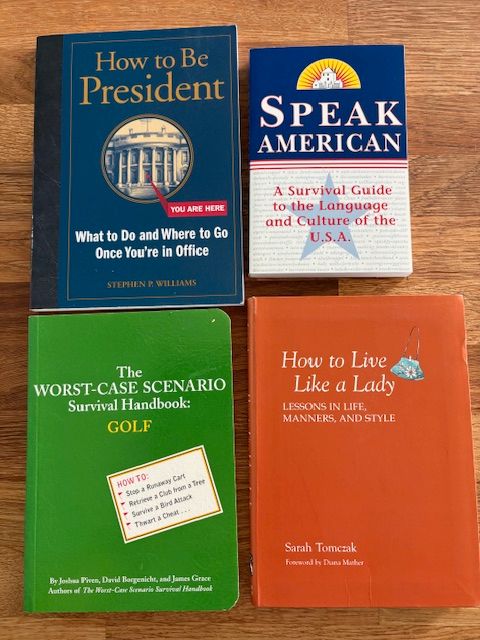 How to Be
President
YOU ARE HERE
What to Do and Where to Go
Once You're in Office
STEPHEN P. WILLIAMS
SPEAK
AMERICAN
A Survival Guide
to the Language
and Culture of the
U.S.A.
The
WORST-CASE SCENARIO
Survival Handbook:
GOLF
HOW TO:
Stop a Runaway Cart
Retrieve a Club from a Tree
Survive a Bird Attack
Thwart a Cheat . . .
By Joshua Piven, David Borgenicht, and James Grace
Authors of The Worst-Case Scenario Survival Handbook
How to Live
Like a Lady
LESSONS IN LIFE,
MANNERS, AND STYLE
Sarah Tomczak
Foreword by Diana Mather